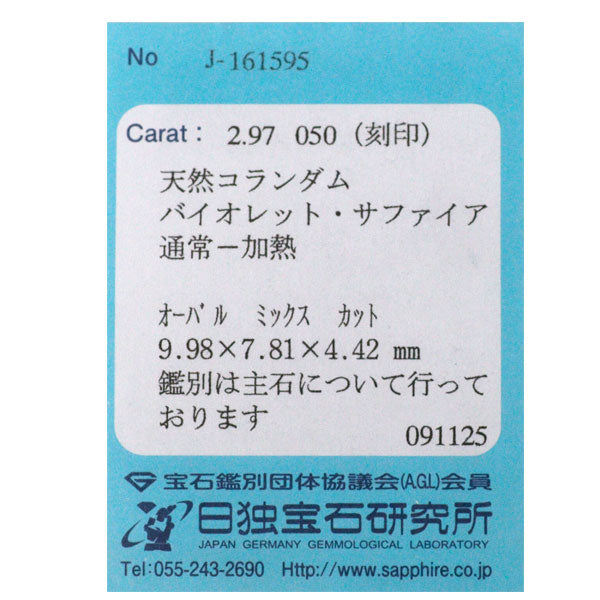 No J-161595
Carat: 2.97 050 (刻印)
天然コランダム
バイオレット・サファイア
通常－加熱
ｵｰﾊﾞﾙ ﾐｯｸｽ ｶｯﾄ
9.98×7.81×4.42 mm
鑑別は主石について行って
おります
091125
宝石鑑別団体協議会(A.G.L)会員
日独宝石研究所
JAPAN GERMANY GEMMOLOGICAL LABORATORY
Tel:055-243-2690 Http://www.sapphire.co.jp